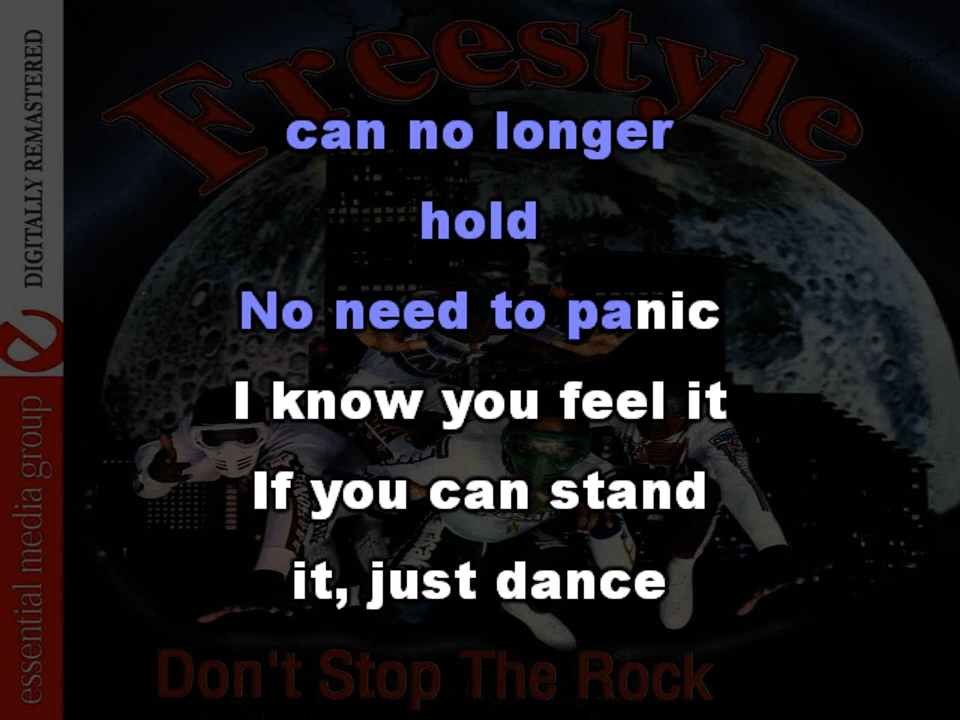 DIGITALLY REMASTERED
essential media group
Freestyle
can no longer
hold
No need to panic
I know you feel it
If you can stand
it, just dance
Don't Stop The Rock